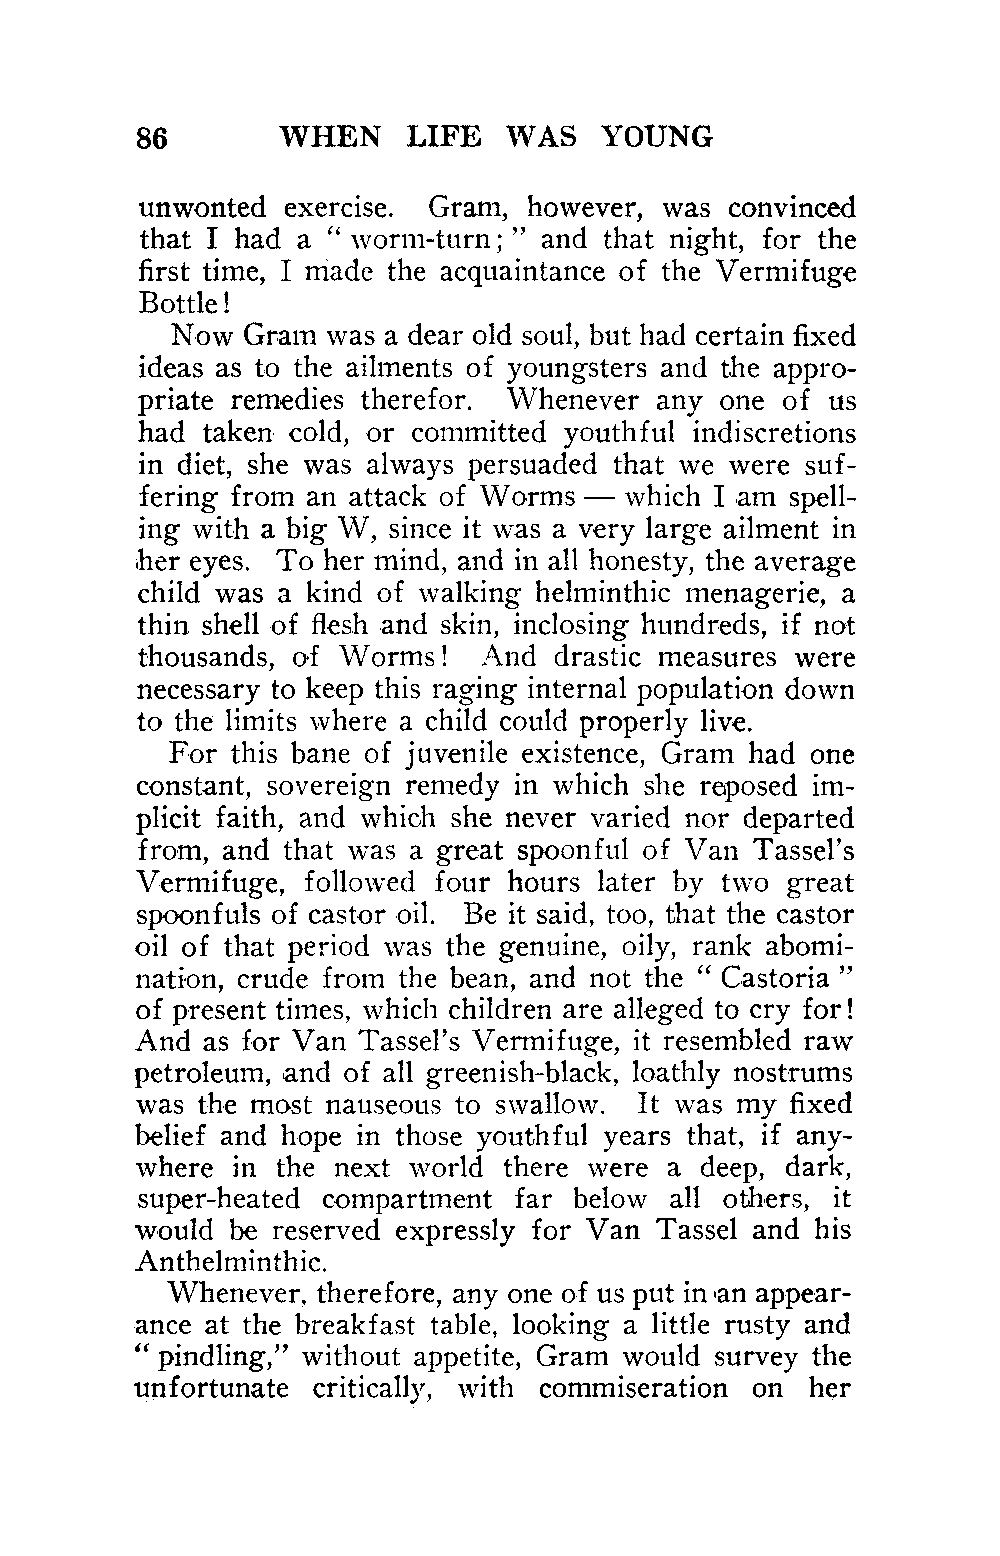 86 WHEN LIFE WAS YOUNG
unwonted exercise. Gram, however, was convinced
that I had a “ worm-turn; ” and that night, for the
first time, I made the acquaintance of the Vermifuge
Bottle!
Now Gram was a dear old soul, but had certain fixed
ideas as to the ailments of youngsters and the appro-
priate remedies therefor. Whenever any one of us
had taken cold, or committed youthful indiscretions
in diet, she was always persuaded that we were suf-
fering from an attack of Worms — which I am spell-
ing with a big W, since it was a very large ailment in
her eyes. To her mind, and in all honesty, the average
child was a kind of walking helminthic menagerie, a
thin shell of flesh and skin, inclosing hundreds, if not
thousands, of Worms! And drastic measures were
necessary to keep this raging internal population down
to the limits where a child could properly live.
For this bane of juvenile existence, Gram had one
constant, sovereign remedy in which she reposed im-
plicit faith, and which she never varied nor departed
from, and that was a great spoonful of Van Tassel’s
Vermifuge, followed four hours later by two great
spoonfuls of castor oil. Be it said, too, that the castor
oil of that period was the genuine, oily, rank abomi-
nation, crude from the bean, and not the “ Castoria ”
of present times, which children are alleged to cry for!
And as for Van Tassel’s Vermifuge, it resembled raw
petroleum, and of all greenish-black, loathly nostrums
was the most nauseous to swallow. It was my fixed
belief and hope in those youthful years that, if any-
where in the next world there were a deep, dark,
super-heated compartment far below all others, it
would be reserved expressly for Van Tassel and his
Anthelminthic.
Whenever, therefore, any one of us put in an appear-
ance at the breakfast table, looking a little rusty and
“ pindling,” without appetite, Gram would survey the
unfortunate critically, with commiseration on her